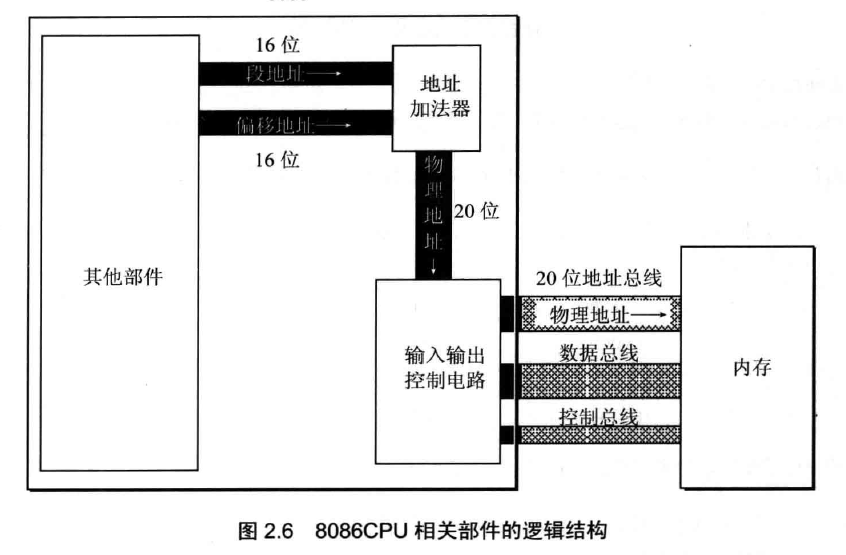 16 位
段地址→
地址
加法器
偏移地址→
16 位
物理地址→
20 位
其他部件
20 位地址总线
物理地址→
输入输出
控制电路
数据总线
内存
控制总线
图 2.6 8086CPU 相关部件的逻辑结构